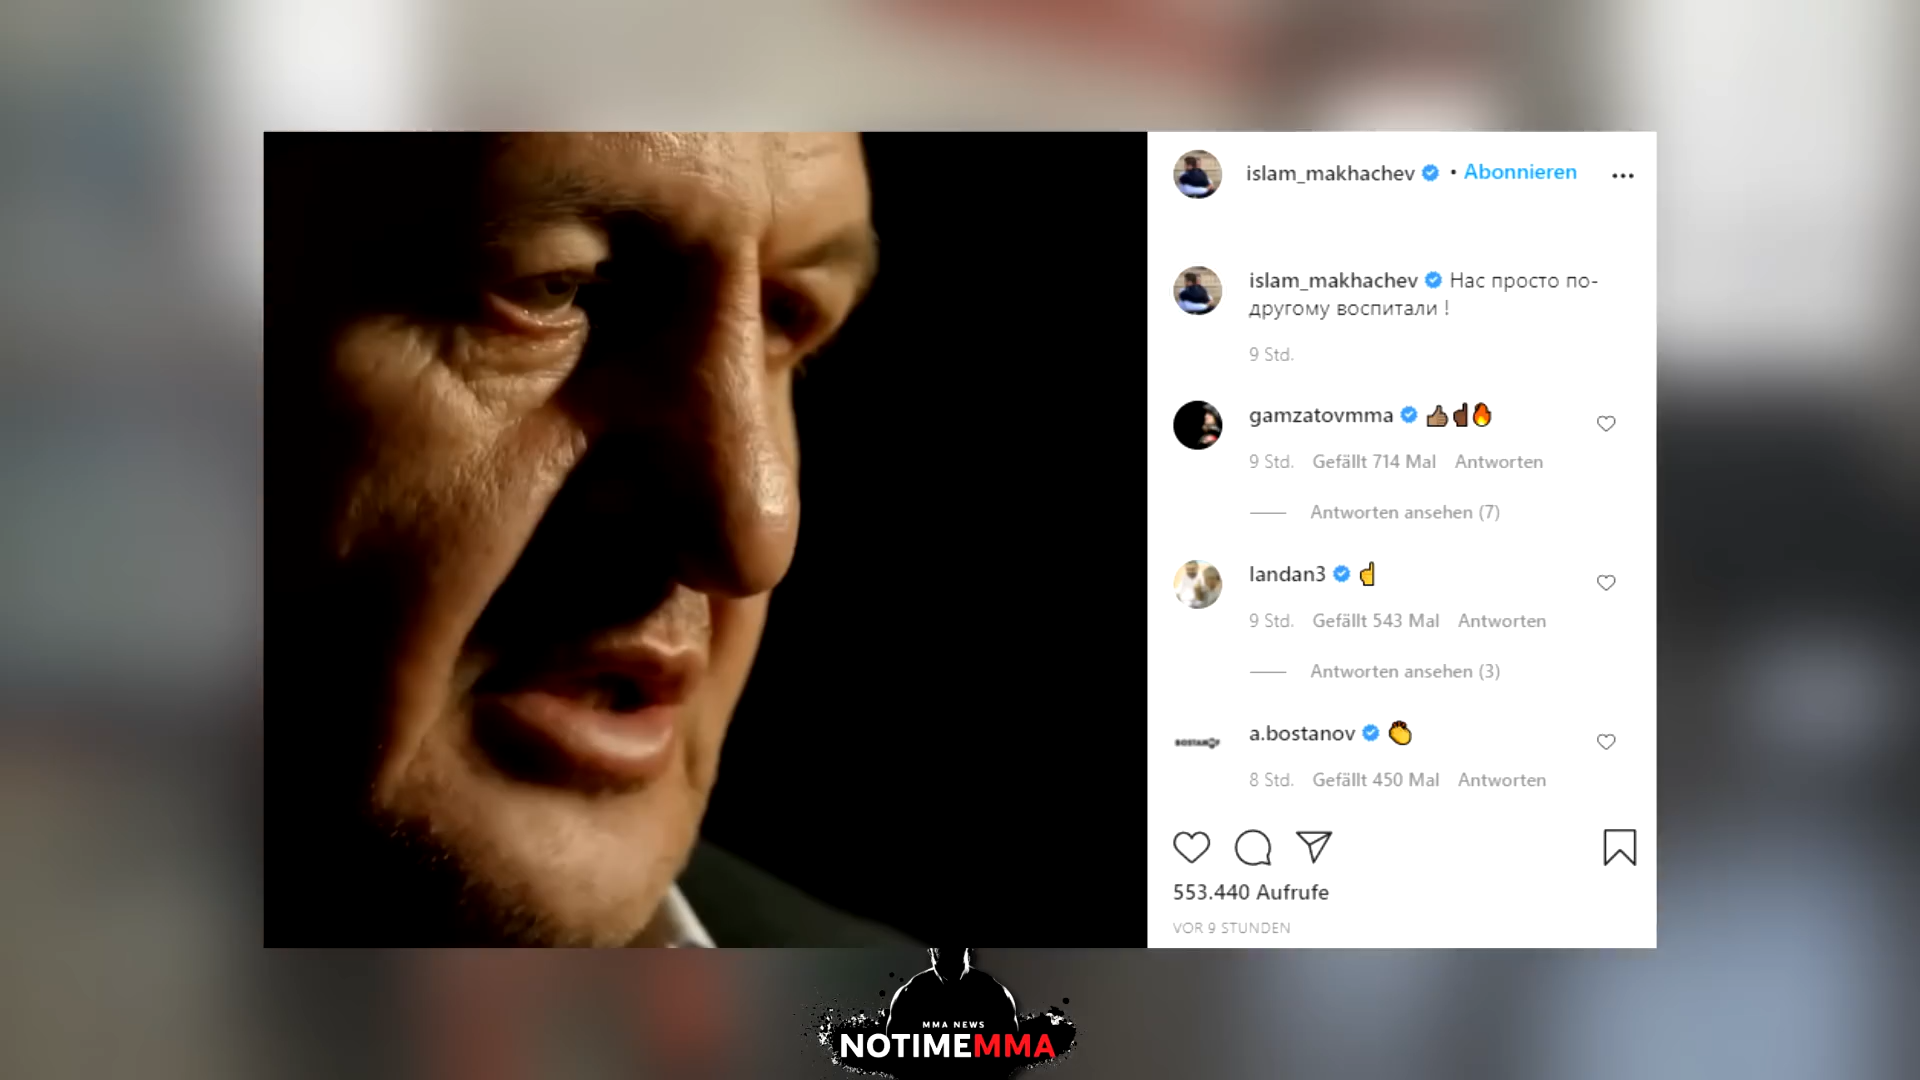 islam_makhachev • Abonnieren
islam_makhachev Нас просто по-
другому воспитали !
9 Std.
gamzatovmma 👍🏽☝🏿🔥
9 Std. Gefällt 714 Mal Antworten
Antworten ansehen (7)
landan3 ☝
9 Std. Gefällt 543 Mal Antworten
Antworten ansehen (3)
BOSTANOF
a.bostanov 👏
8 Std. Gefällt 450 Mal Antworten
553.440 Aufrufe
VOR 9 STUNDEN
MMA NEWS
NOTIMEMMA